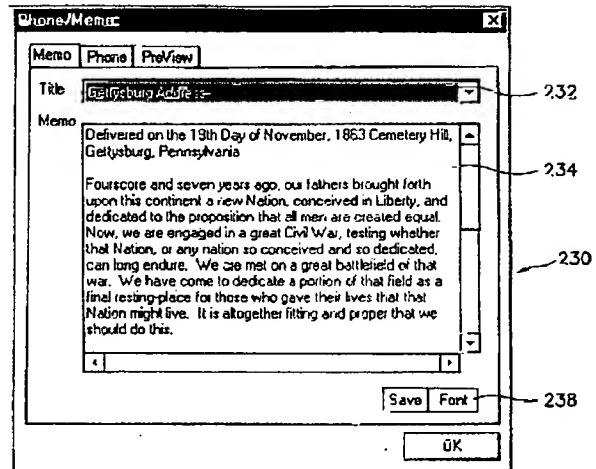 Phone/Memo:
Memo Phone PreView
Title Gettysburg Address 232
Memo
Delivered on the 19th Day of November, 1863 Cemetery Hill,
Gettysburg, Pennsylvania
234
Fourscore and seven years ago, our fathers brought forth
upon this continent a new Nation, conceived in Liberty, and
dedicated to the proposition that all men are created equal.
Now, we are engaged in a great Civil War, testing whether
that Nation, or any nation so conceived and so dedicated,
can long endure. We are met on a great battlefield of that
230
war. We have come to dedicate a portion of that field as a
final resting-place for those who gave their lives that that
Nation might live. It is altogether fitting and proper that we
should do this.
Save Font 238
OK